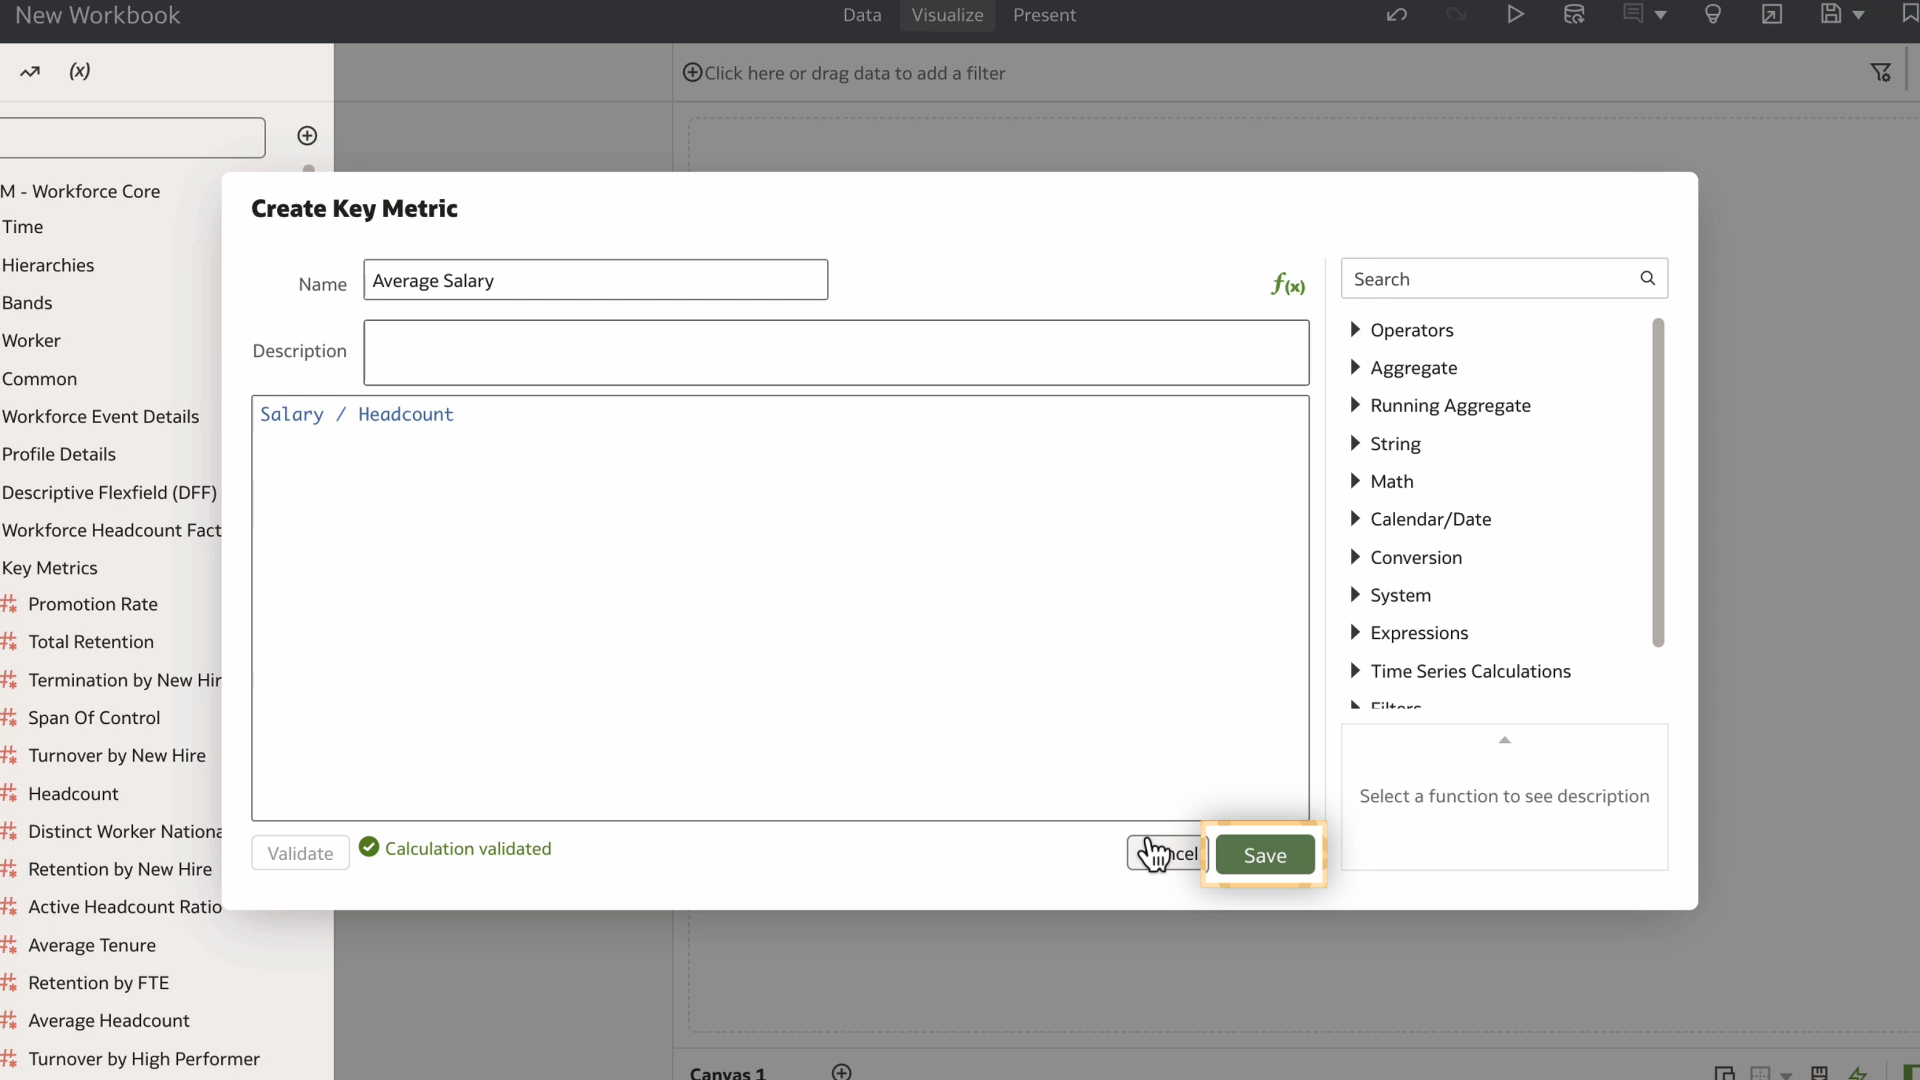 New Workbook
Data Visualize Present
(x)
Click here or drag data to add a filter
M - Workforce Core
Time
Hierarchies
Bands
Worker
Common
Workforce Event Details
Profile Details
Descriptive Flexfield (DFF)
Workforce Headcount Fact
Key Metrics
Promotion Rate
Total Retention
Termination by New Hir
Span Of Control
Turnover by New Hire
Headcount
Distinct Worker Nationa
Retention by New Hire
Active Headcount Ratio
Average Tenure
Retention by FTE
Average Headcount
Turnover by High Performer
Create Key Metric
Name Average Salary
f(x)
Description
Salary / Headcount
Validate Calculation validated
ncel Save
Search
Operators
Aggregate
Running Aggregate
String
Math
Calendar/Date
Conversion
System
Expressions
Time Series Calculations
Filters
Select a function to see description
Canvas 1